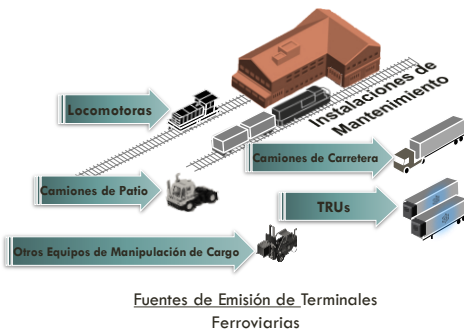 Instalaciones de
Mantenimiento
Locomotoras
Camiones de Carretera
Camiones de Patio
TRUs
Otros Equipos de Manipulación de Cargo
Fuentes de Emisión de Terminales
Ferroviarias